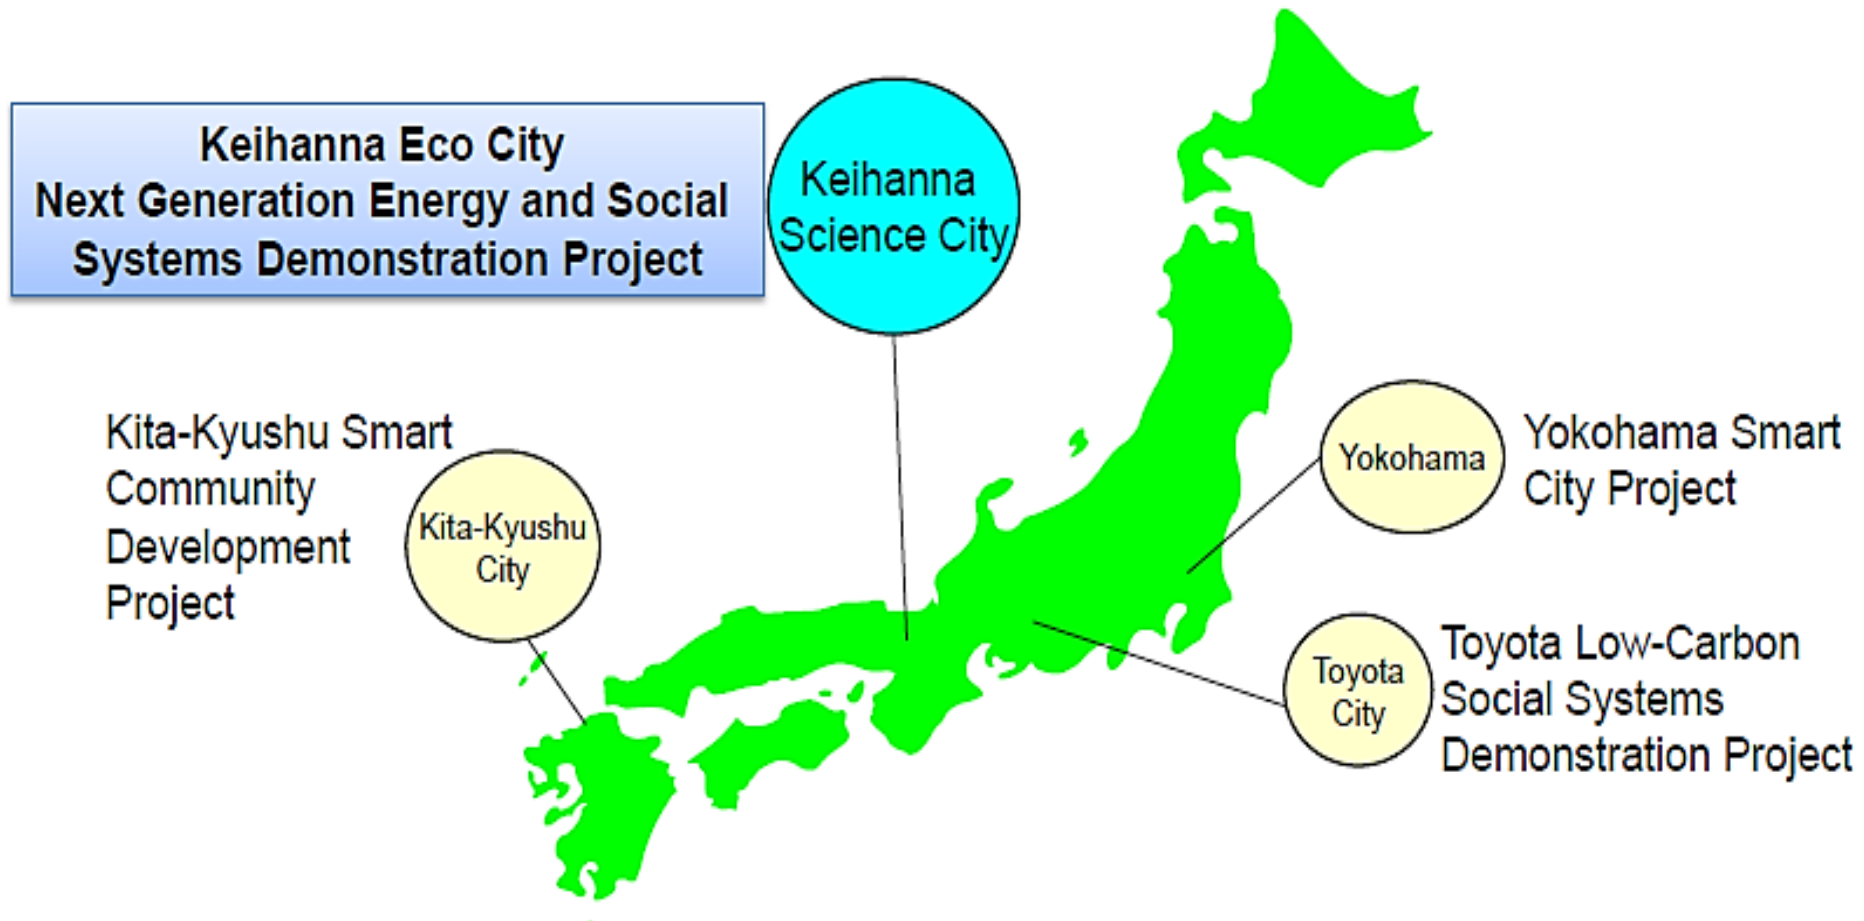 Keihanna Eco City
Next Generation Energy and Social
Systems Demonstration Project
Keihanna
Science City
Kita-Kyushu Smart
Community
Development
Project
Kita-Kyushu
City
Yokohama
Yokohama Smart
City Project
Toyota
City
Toyota Low-Carbon
Social Systems
Demonstration Project